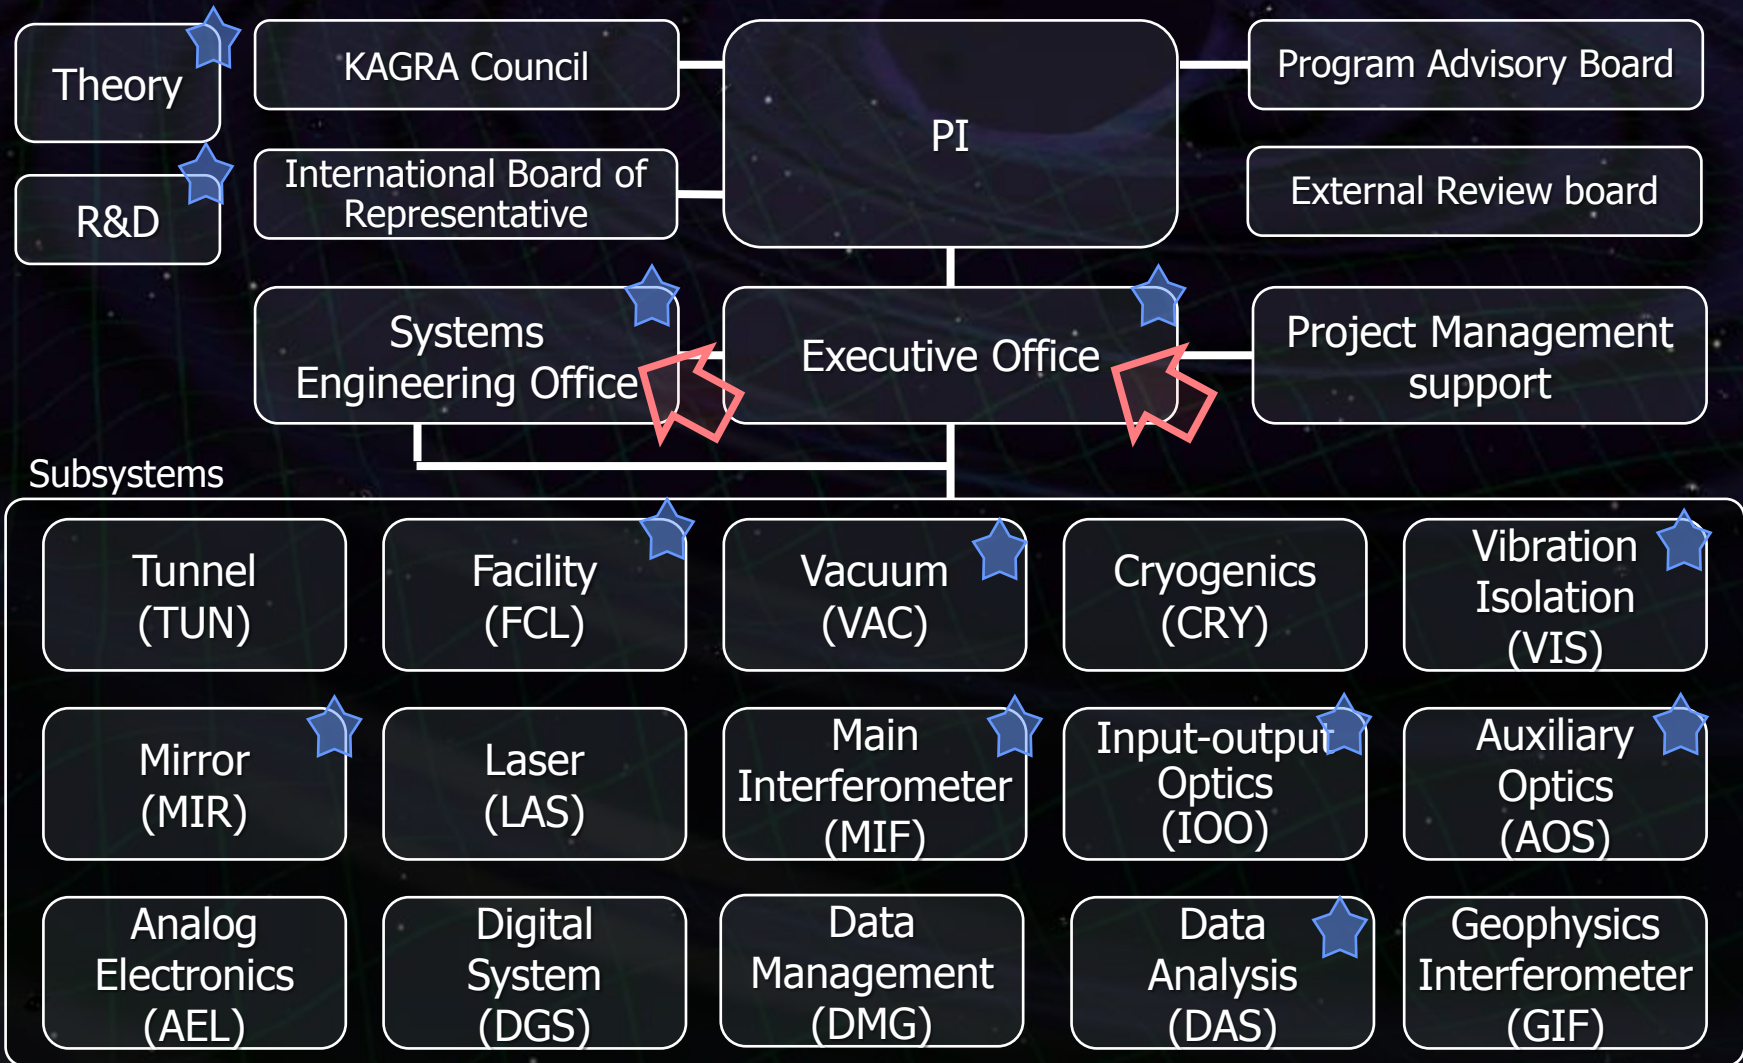 Theory
KAGRA Council
PI
Program Advisory Board
R&D
International Board of
Representative
External Review board
Systems
Engineering Office
Executive Office
Project Management
support
Subsystems
Tunnel
(TUN)
Facility
(FCL)
Vacuum
(VAC)
Cryogenics
(CRY)
Vibration
Isolation
(VIS)
Mirror
(MIR)
Laser
(LAS)
Main
Interferometer
(MIF)
Input-output
Optics
(IOO)
Auxiliary
Optics
(AOS)
Analog
Electronics
(AEL)
Digital
System
(DGS)
Data
Management
(DMG)
Data
Analysis
(DAS)
Geophysics
Interferometer
(GIF)